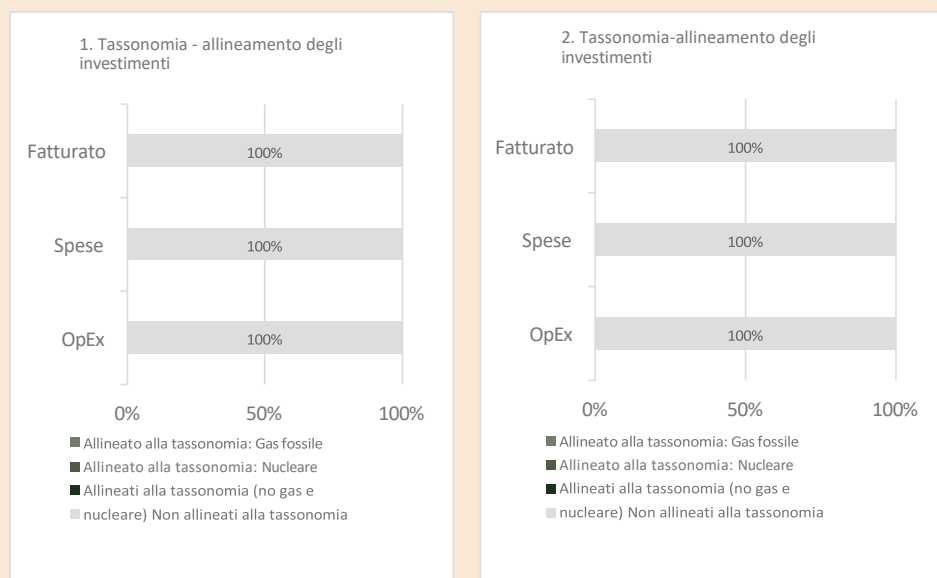 1. Tassonomia - allineamento degli
investimenti
Fatturato
100%
Spese
100%
OpEx
100%
0% 50% 100%
Allineato alla tassonomia: Gas fossile
Allineato alla tassonomia: Nucleare
Allineati alla tassonomia (no gas e
nucleare) Non allineati alla tassonomia
2. Tassonomia-allineamento degli
investimenti
Fatturato
100%
Spese
100%
OpEx
100%
0% 50% 100%
Allineato alla tassonomia: Gas fossile
Allineato alla tassonomia: Nucleare
Allineati alla tassonomia (no gas e
nucleare) Non allineati alla tassonomia